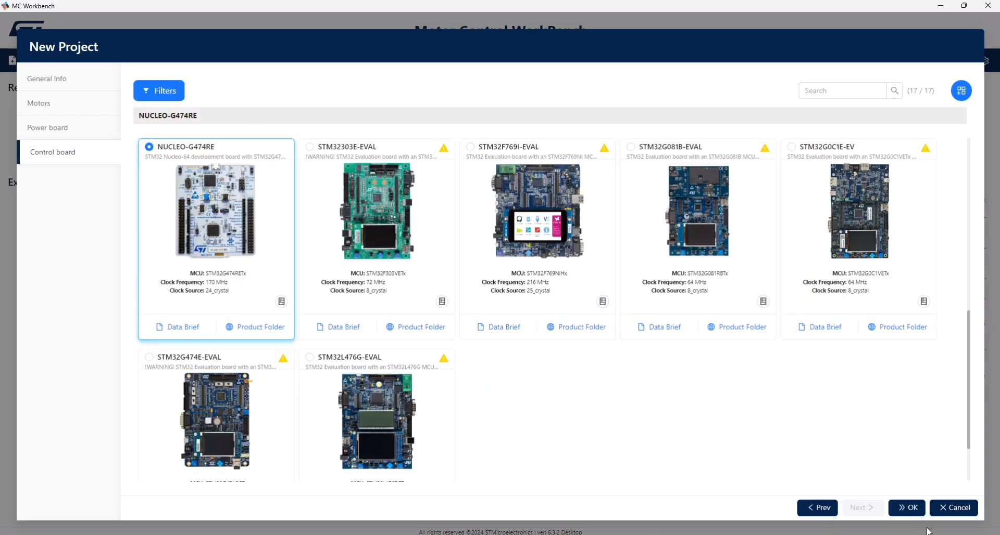 MC Workbench
Motor Control WorkBench
New Project
General Info
Motors
Power board
Control board
Filters
Search
(17 / 17)
NUCLEO-G474RE
NUCLEO-G474RE
STM32 Nucleo-64 development board with STM32G47...
MCU: STM32G474RETx
Clock Frequency: 170 MHz
Clock Source: 24_crystal
Data Brief
Product Folder
STM32303E-EVAL
!WARNING! STM32 Evaluation board with an STM3...
MCU: STM32F303VETx
Clock Frequency: 72 MHz
Clock Source: 8_crystal
Data Brief
Product Folder
STM32F769I-EVAL
STM32 Evaluation board with an STM32F769NI MC...
MCU: STM32F769NIHx
Clock Frequency: 216 MHz
Clock Source: 25_crystal
Data Brief
Product Folder
STM32G081B-EVAL
STM32 Evaluation board with an STM32G081B MCU...
MCU: STM32G081RBTx
Clock Frequency: 64 MHz
Clock Source: 8_crystal
Data Brief
Product Folder
STM32G0C1E-EV
STM32 Evaluation board with an STM32G0C1VETx ...
MCU: STM32G0C1VETx
Clock Frequency: 64 MHz
Clock Source: 8_crystal
Data Brief
Product Folder
STM32G474E-EVAL
!WARNING! STM32 Evaluation board with an STM3...
STM32L476G-EVAL
STM32 Evaluation board with an STM32L476G MCU...
< Prev
Next >
OK
Cancel
All rights reserved ©2024 STMicroelectronics | ver: 6.3.2 Desktop